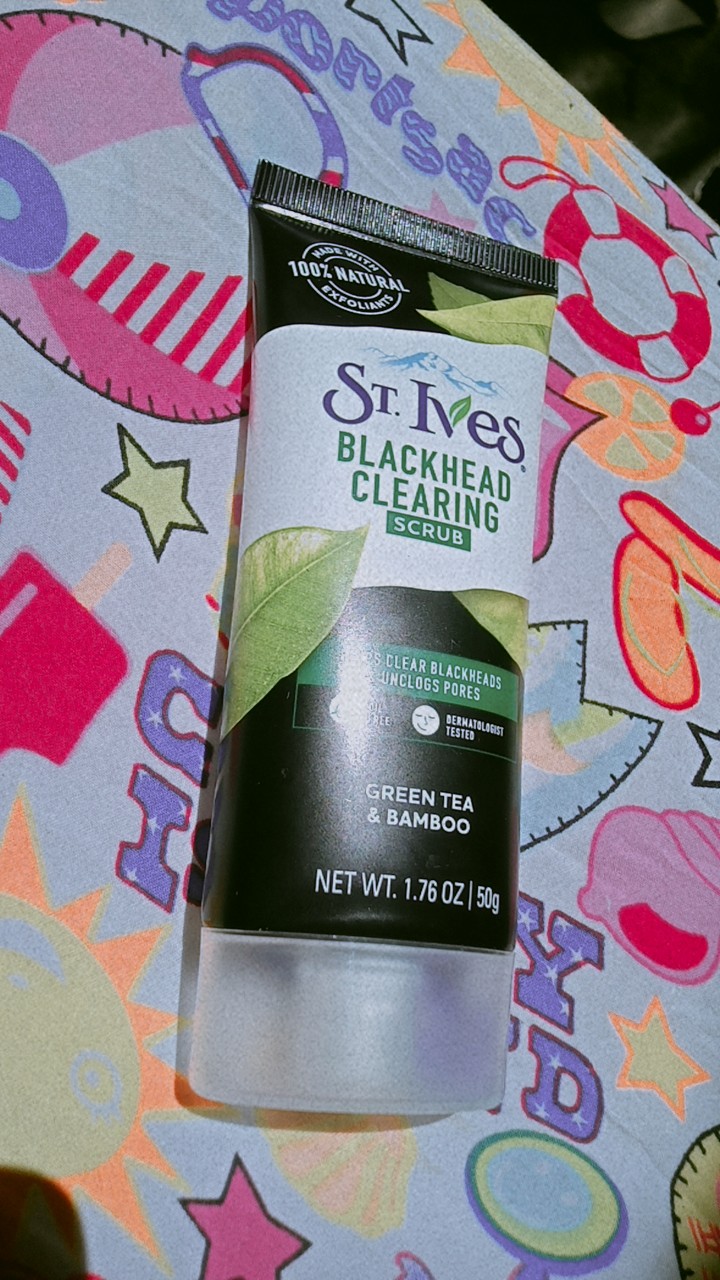 MADE WITH
100% NATURAL
EXFOLIANTS
ST. IVES®
BLACKHEAD
CLEARING
SCRUB
CLEAR BLACKHEADS
UNCLOGS PORES
DERMATOLOGIST
TESTED
GREEN TEA
& BAMBOO
NET WT. 1.76 OZ | 50g